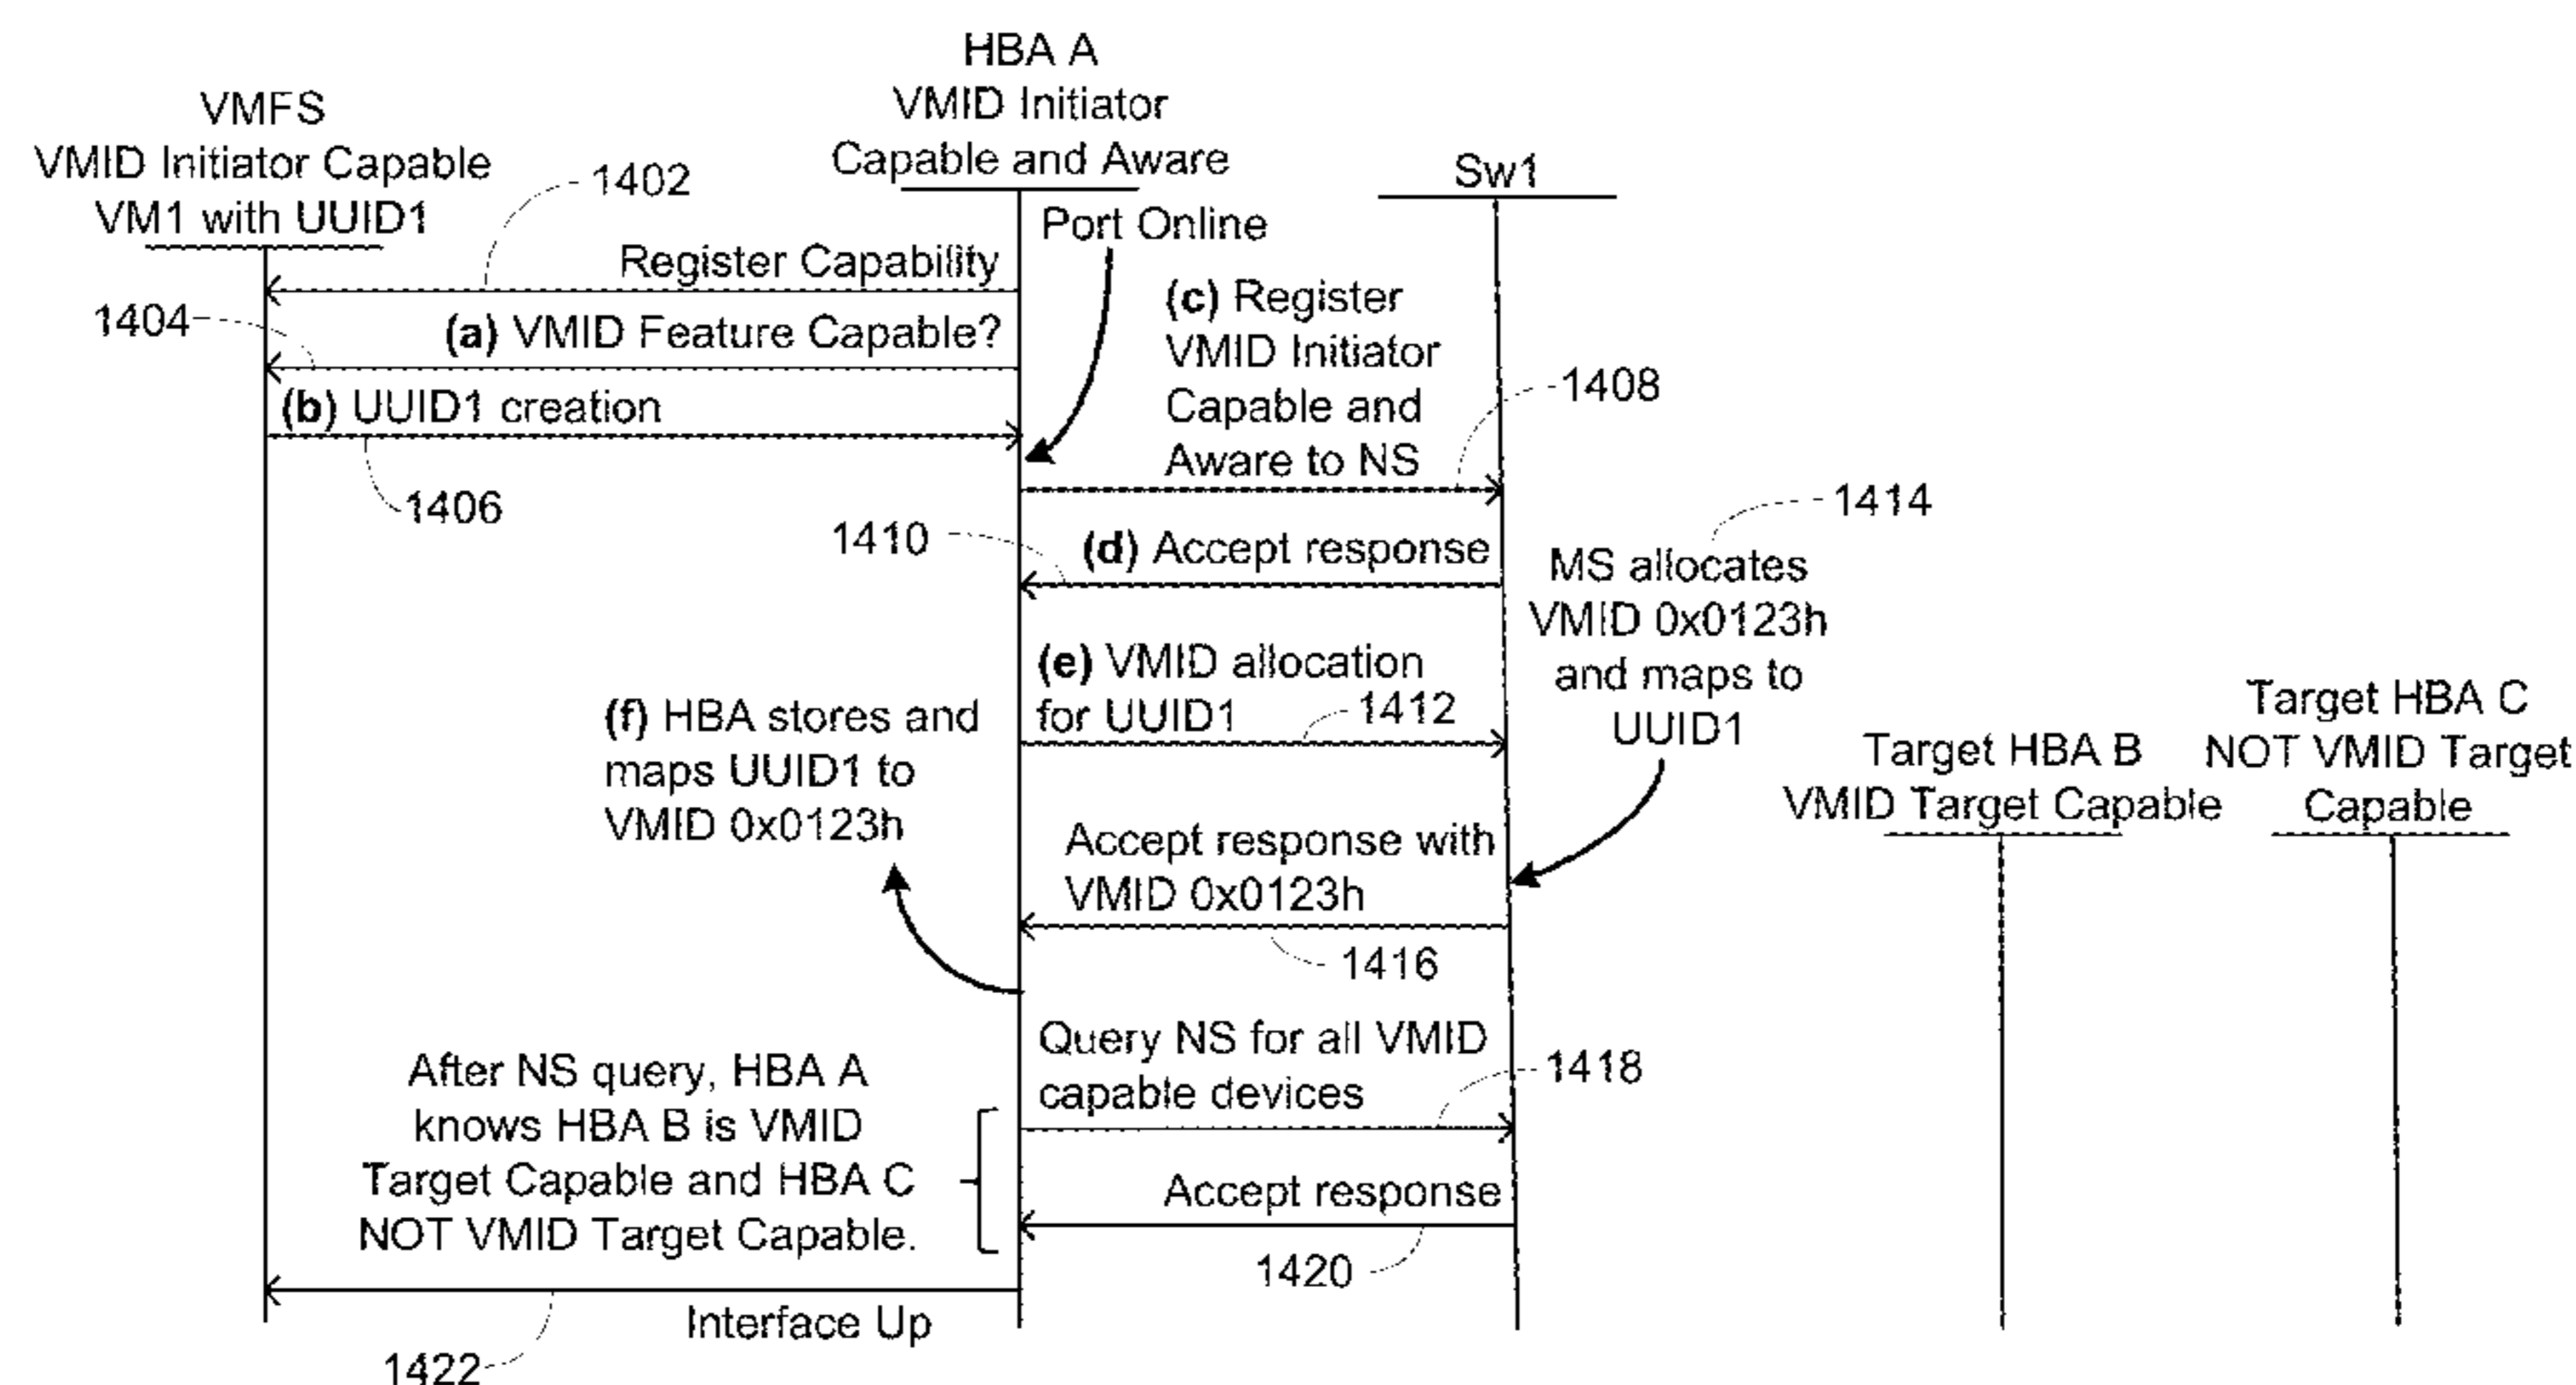 HBA A
VMID Initiator
Capable and Aware
VMFS
VMID Initiator Capable
VM1 with UUID1
Sw1
1402
Port Online
Register Capability
1404
(a) VMID Feature Capable?
(b) UUID1 creation
1406
(c) Register
VMID Initiator
Capable and
Aware to NS
1408
1410
(d) Accept response
1414
MS allocates
VMID 0x0123h
and maps to
UUID1
(e) VMID allocation
for UUID1
1412
(f) HBA stores and
maps UUID1 to
VMID 0x0123h
Target HBA B
VMID Target Capable
Target HBA C
NOT VMID Target
Capable
Accept response with
VMID 0x0123h
1416
Query NS for all VMID
capable devices
1418
After NS query, HBA A
knows HBA B is VMID
Target Capable and HBA C
NOT VMID Target Capable.
Accept response
1420
Interface Up
1422